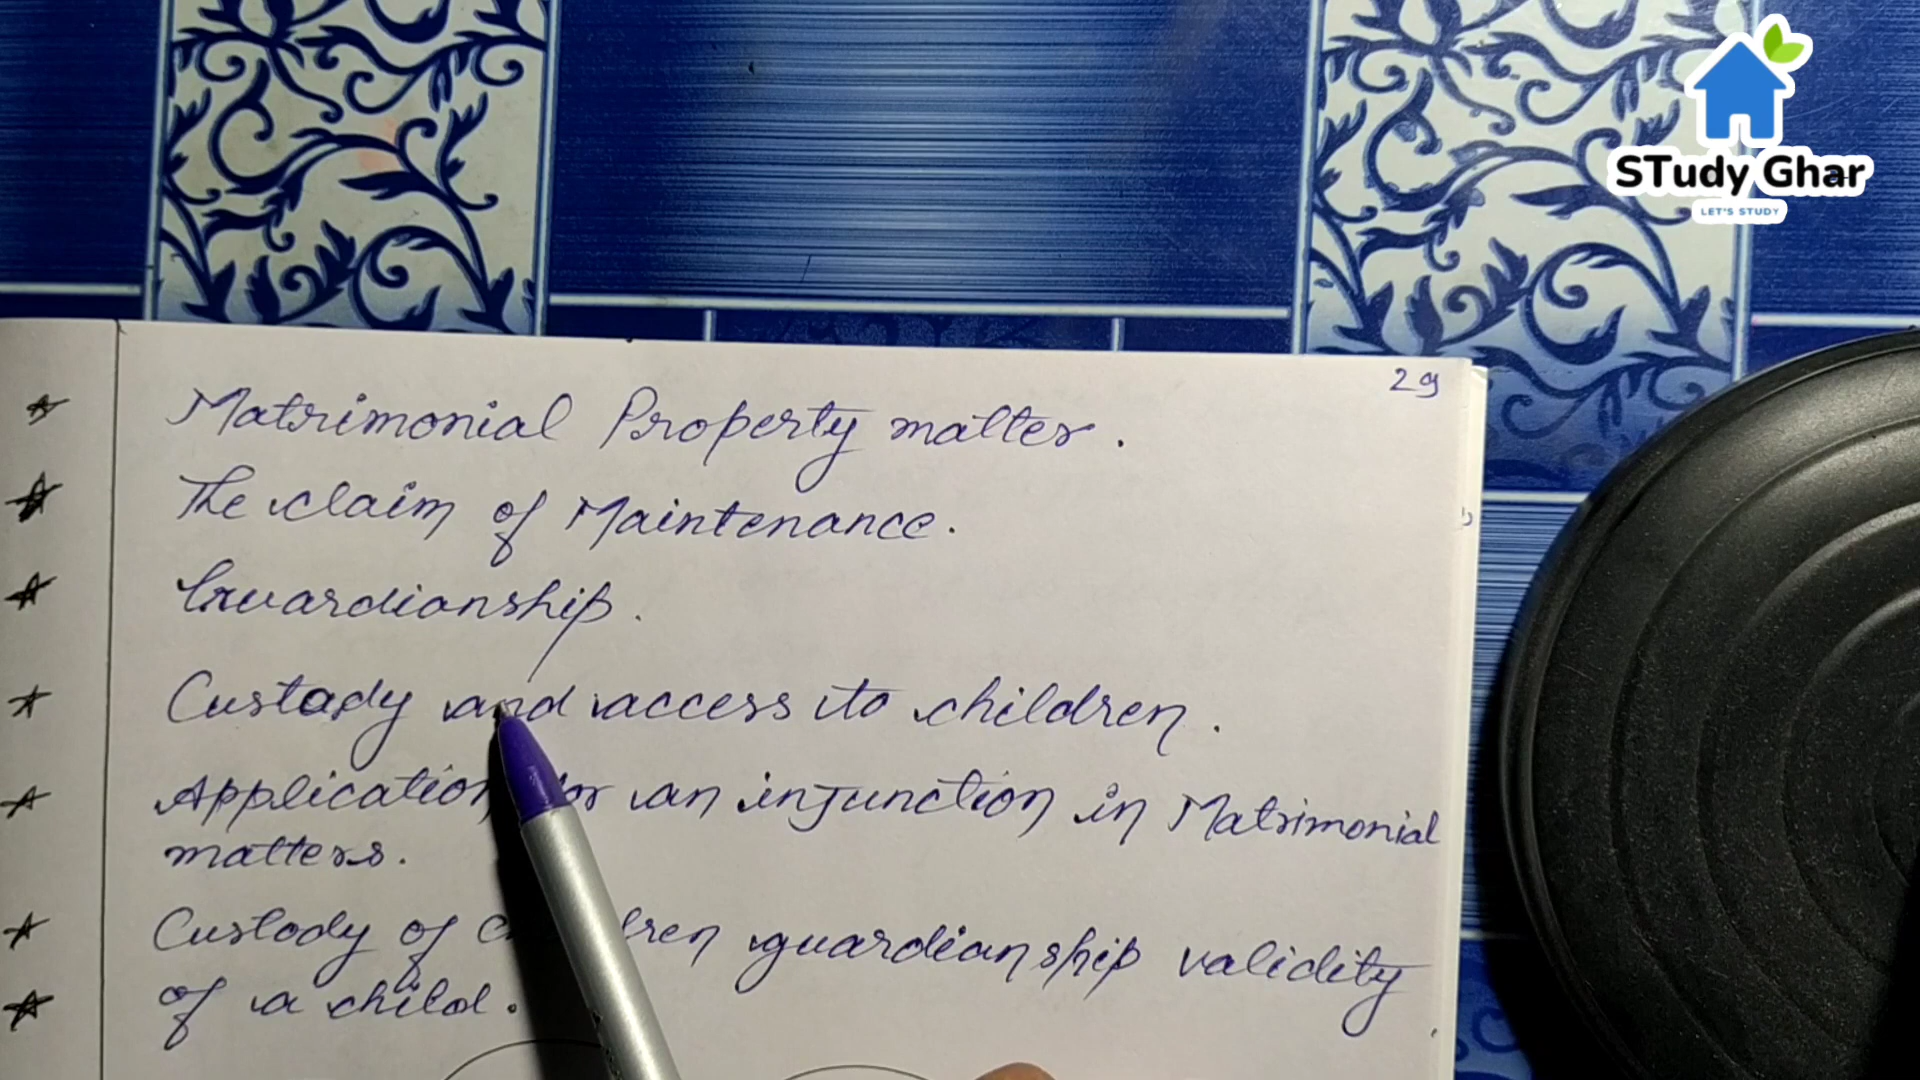 STudy Ghar
LET'S STUDY
29
Matrimonial Property matter.
The claim of Maintenance.
Guardianship.
Custady and access to children.
Application for an injunction in Matrimonial
matters.
Custody of children guardianship validity
of a child.